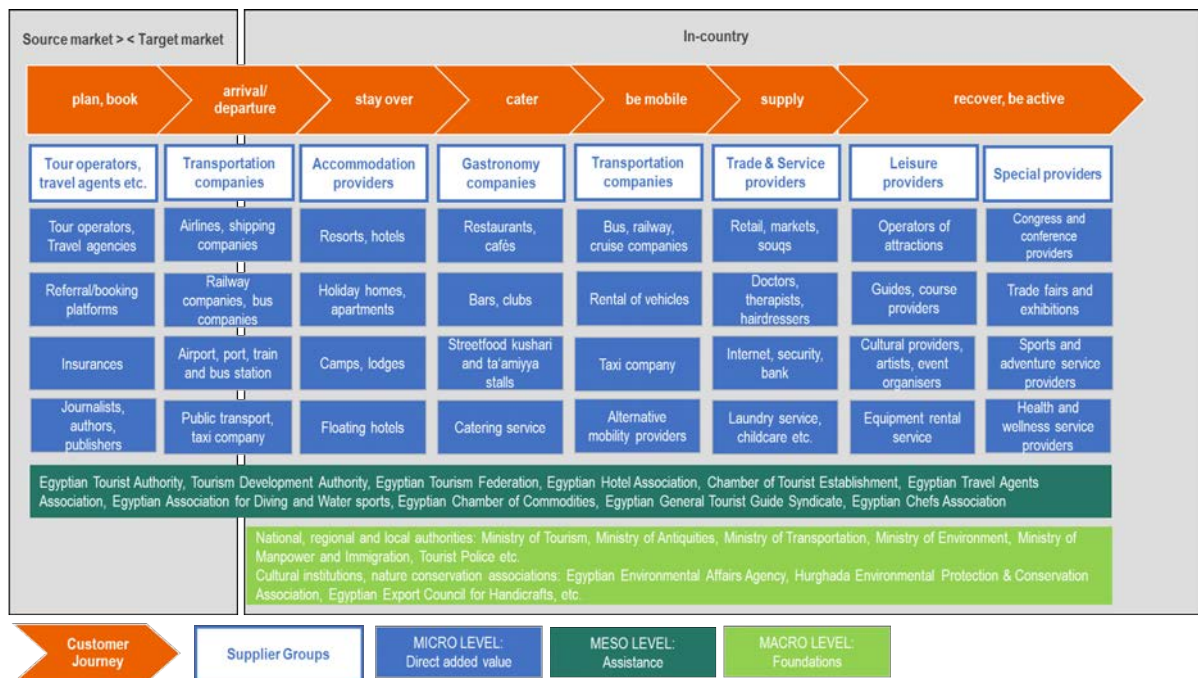 Source market > < Target market
In-country
plan, book
arrival/
departure
stay over
cater
be mobile
supply
recover, be active
Tour operators,
travel agents etc.
Transportation
companies
Accommodation
providers
Gastronomy
companies
Transportation
companies
Trade & Service
providers
Leisure
providers
Special providers
Tour operators,
Travel agencies
Airlines, shipping
companies
Resorts, hotels
Restaurants,
cafés
Bus, railway,
cruise companies
Retail, markets,
souqs
Operators of
attractions
Congress and
conference
providers
Referral/booking
platforms
Railway
companies, bus
companies
Holiday homes,
apartments
Bars, clubs
Rental of vehicles
Doctors,
therapists,
hairdressers
Guides, course
providers
Trade fairs and
exhibitions
Insurances
Airport, port, train
and bus station
Camps, lodges
Streetfood kushari
and ta'amiyya
stalls
Taxi company
Internet, security,
bank
Cultural providers,
artists, event
organisers
Sports and
adventure service
providers
Journalists,
authors,
publishers
Public transport,
taxi company
Floating hotels
Catering service
Alternative
mobility providers
Laundry service,
childcare etc.
Equipment rental
service
Health and
wellness service
providers
Egyptian Tourist Authority, Tourism Development Authority, Egyptian Tourism Federation, Egyptian Hotel Association, Chamber of Tourist Establishment, Egyptian Travel Agents
Association, Egyptian Association for Diving and Water sports, Egyptian Chamber of Commodities, Egyptian General Tourist Guide Syndicate, Egyptian Chefs Association
National, regional and local authorities: Ministry of Tourism, Ministry of Antiquities, Ministry of Transportation, Ministry of Environment, Ministry of
Manpower and Immigration, Tourist Police etc.
Cultural institutions, nature conservation associations: Egyptian Environmental Affairs Agency, Hurghada Environmental Protection & Conservation
Association, Egyptian Export Council for Handicrafts, etc.
Customer
Journey
Supplier Groups
MICRO LEVEL:
Direct added value
MESO LEVEL:
Assistance
MACRO LEVEL:
Foundations